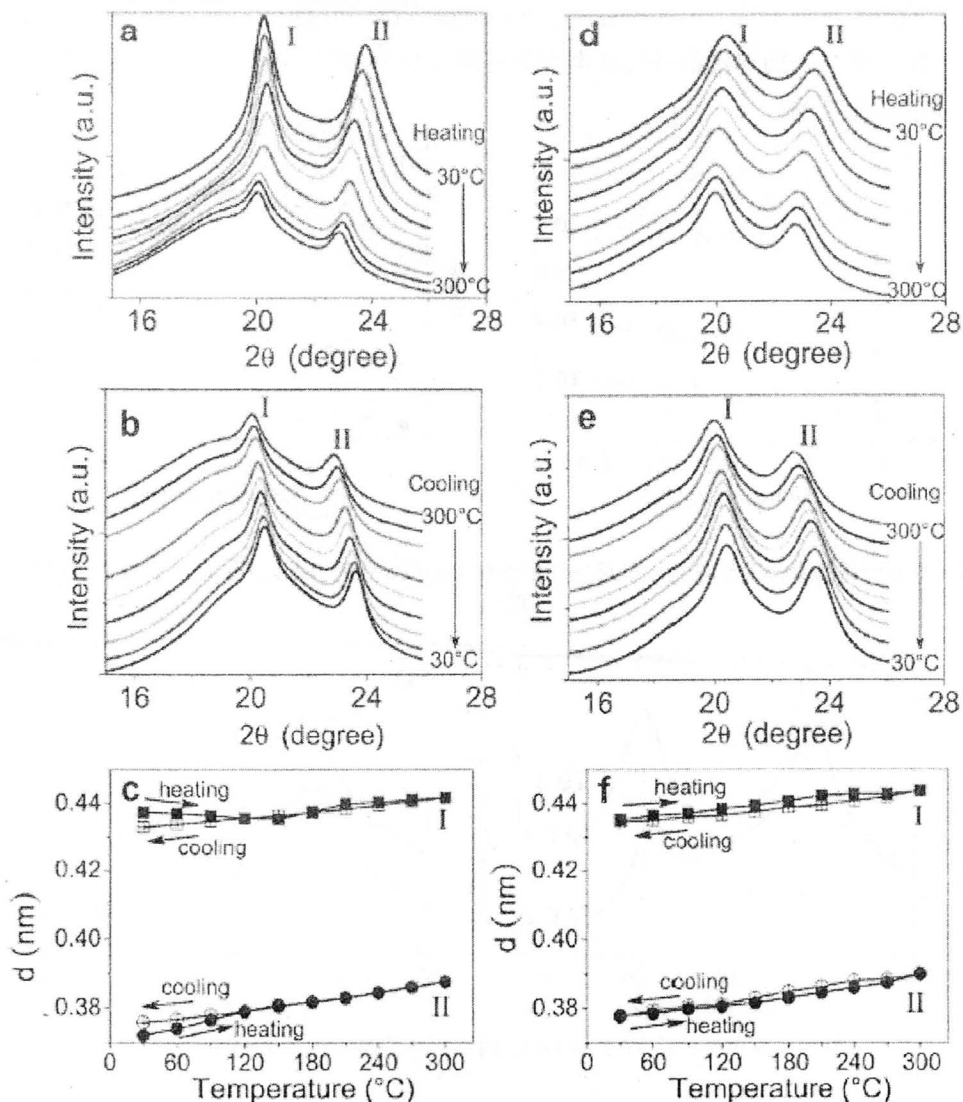 a
I
II
Heating
30°C
300°C
Intensity (a.u.)
16 20 24 28
2θ (degree)
d
I
II
Heating
30°C
300°C
Intensity (a.u.)
16 20 24 28
2θ (degree)
b
I
II
Cooling
300°C
30°C
Intensity (a.u.)
16 20 24 28
2θ (degree)
e
I
II
Cooling
300°C
30°C
Intensity (a.u.)
16 20 24 28
2θ (degree)
c
heating
I
cooling
cooling
II
heating
0.44
0.42
0.40
0.38
d (nm)
0 60 120 180 240 300
Temperature (°C)
f
heating
I
cooling
cooling
II
heating
0.44
0.42
0.40
0.38
d (nm)
0 60 120 180 240 300
Temperature (°C)